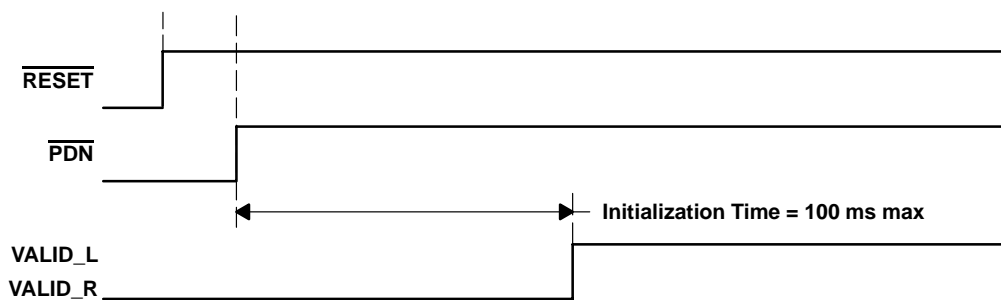 RESET
PDN
Initialization Time = 100 ms max
VALID_L
VALID_R